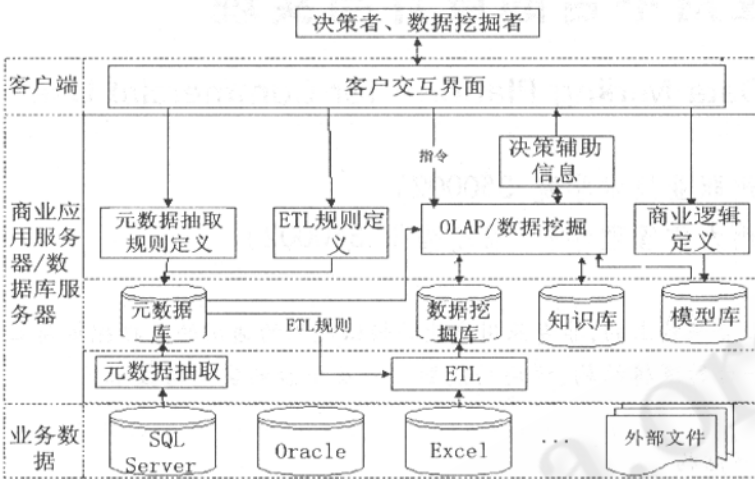 决策者、数据挖掘者
客户端
客户交互界面
指令
决策辅助
信息
商业应
用服务
器/数
据库服
务器
元数据抽取
规则定义
ETL规则定
义
OLAP/数据挖掘
商业逻辑
定义
元数据
库
ETL规则
数据挖
掘库
知识库
模型库
元数据抽取
ETL
业务数
据
SQL
Server
Oracle
Excel
...
外部文件